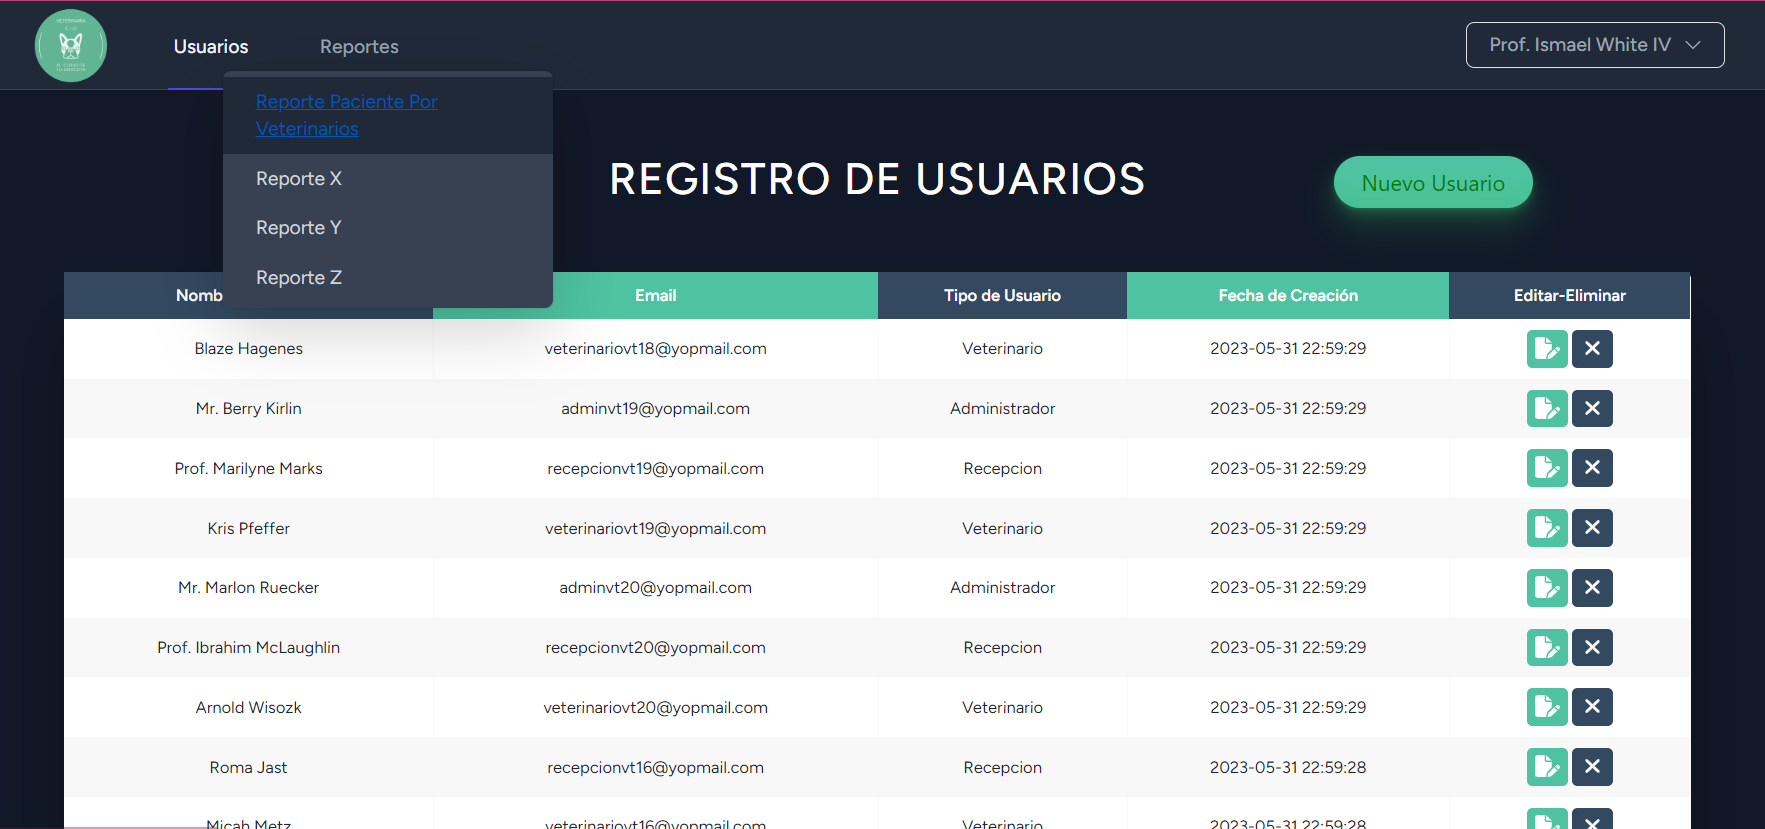 VETERINARIA
Usuarios
Reportes
Prof. Ismael White IV
Reporte Paciente Por
Veterinarios
Reporte X
Reporte Y
Reporte Z
REGISTRO DE USUARIOS
Nuevo Usuario
Nomb Email Tipo de Usuario Fecha de Creación Editar-Eliminar
Blaze Hagenes veterinariovt18@yopmail.com Veterinario 2023-05-31 22:59:29
Mr. Berry Kirlin adminvt19@yopmail.com Administrador 2023-05-31 22:59:29
Prof. Marilyne Marks recepcionvt19@yopmail.com Recepcion 2023-05-31 22:59:29
Kris Pfeffer veterinariovt19@yopmail.com Veterinario 2023-05-31 22:59:29
Mr. Marlon Ruecker adminvt20@yopmail.com Administrador 2023-05-31 22:59:29
Prof. Ibrahim McLaughlin recepcionvt20@yopmail.com Recepcion 2023-05-31 22:59:29
Arnold Wisozk veterinariovt20@yopmail.com Veterinario 2023-05-31 22:59:29
Roma Jast recepcionvt16@yopmail.com Recepcion 2023-05-31 22:59:28
Micah Metz veterinariovt16@yopmail.com Veterinario 2023-05-31 22:59:28